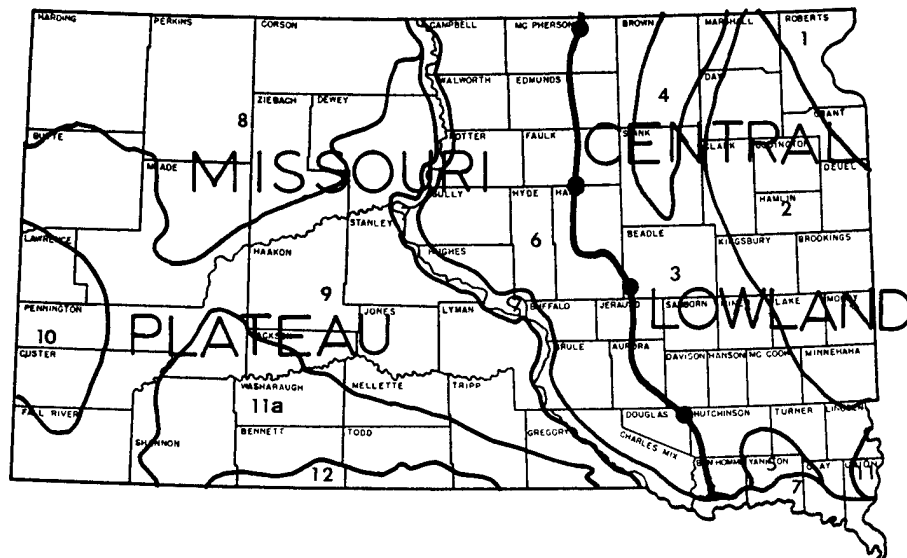 HARDING PERKINS CORSON CAMPBELL MC PHERSON BROWN MARSHALL ROBERTS
1
WALWORTH EDMUNDS DAY
ZIEBACH DEWEY 4
8 GRANT
BUTTE POTTER FAULK SPINK CLARK CODINGTON
MEADE DEUEL
MISSOURI CENTRAL
SULLY HYDE HAMLIN
STANLEY 2
LAWRENCE HAAKON HUGHES 6 BEADLE KINGSBURY BROOKINGS
9 3
PENNINGTON JONES LYMAN BUFFALO JERAULD SANBORN LAKE
PLATEAU LOWLAND
10
CUSTER AURORA DAVISON HANSON MC COOK MINNEHAHA
WASHABAUGH MELLETTE TRIPP
FALL RIVER 11a DOUGLAS HUTCHINSON TURNER
SHANNON BENNETT TODD GREGORY CHARLES MIX
12 BON HOMME YANKTON CLAY
5 11
7